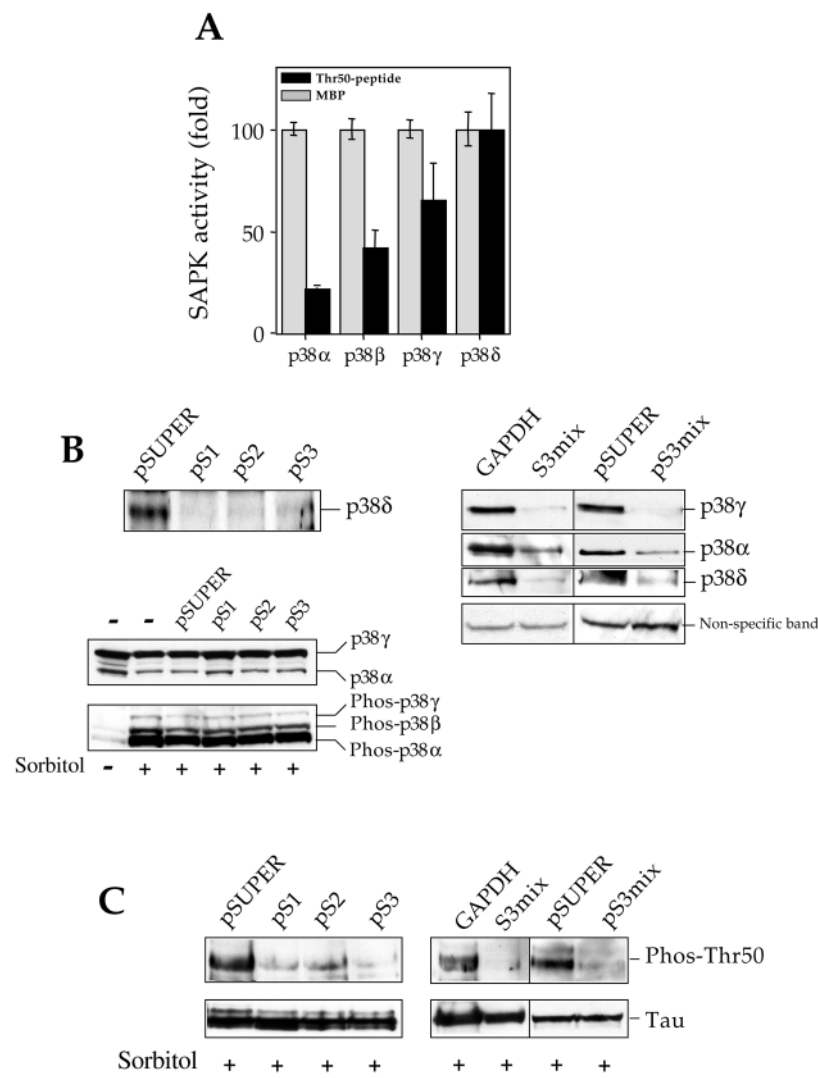 A
Thr50-peptide
MBP
SAPK activity (fold)
100
50
0
p38α p38β p38γ p38δ
B
pSUPER pS1 pS2 pS3
p38δ
- - pSUPER pS1 pS2 pS3
p38γ
p38α
Phos-p38γ
Phos-p38β
Phos-p38α
Sorbitol - + + + + +
GAPDH S3mix pSUPER pS3mix
p38γ
p38α
p38δ
Non-specific band
C
pSUPER pS1 pS2 pS3
GAPDH S3mix pSUPER pS3mix
Phos-Thr50
Tau
Sorbitol + + + + + + + +